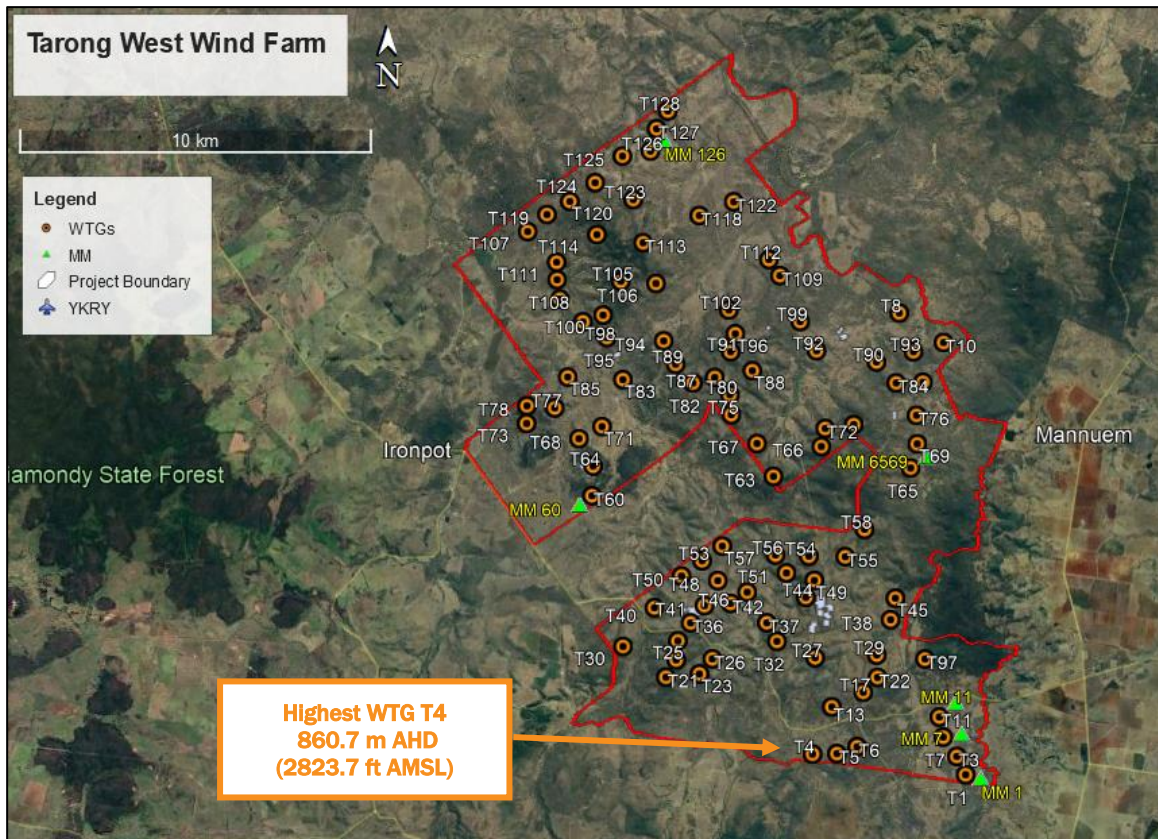 Tarong West Wind Farm
N
10 km
Legend
WTGs
MM
Project Boundary
YKRY
T128
T127
T126
MM 126
T125
T124
T123
T122
T119
T120
T118
T107
T114
T113
T112
T111
T105
T109
T108
T106
T102
T8
T100
T98
T99
T94
T91
T96
T92
T93
T10
T95
T89
T90
T85
T83
T87
T80
T88
T84
T78
T77
T82
T75
T76
T73
T68
T71
T72
Mannuem
Ironpot
T67
T66
T69
T64
MM 6569
iamondy State Forest
T63
T65
T60
MM 60
T58
T53
T57
T56
T54
T55
T50
T48
T51
T44
T49
T46
T42
T45
T40
T41
T36
T37
T38
T30
T25
T26
T32
T27
T29
T97
T21
T23
T17
T22
MM 11
T13
T11
Highest WTG T4
860.7 m AHD
(2823.7 ft AMSL)
T4
T5
T6
MM 7
T7
T3
T1
MM 1